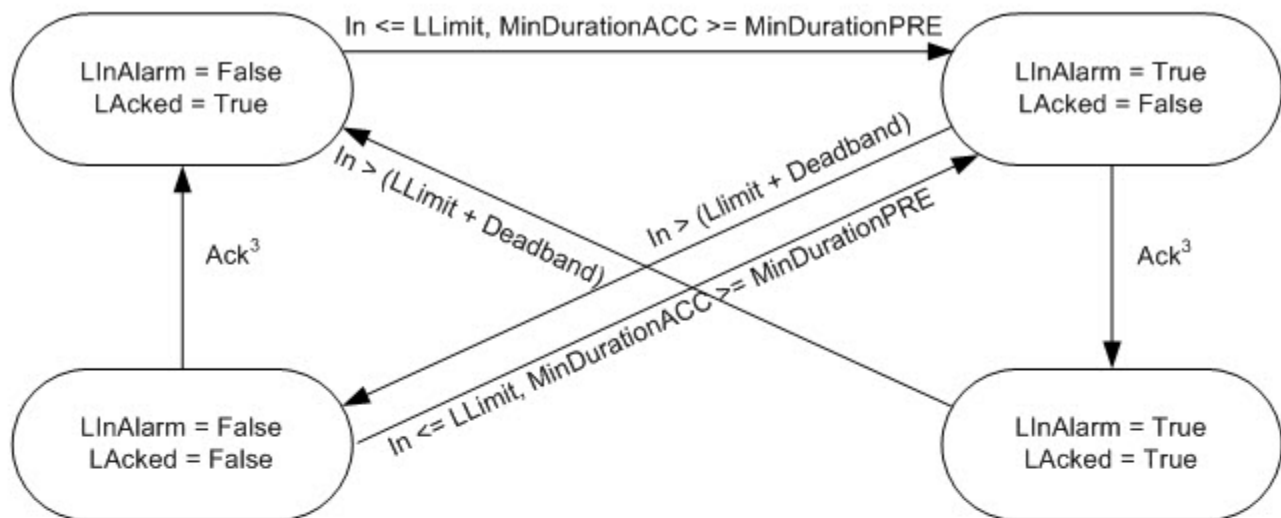 In <= LLimit, MinDurationACC >= MinDurationPRE
LInAlarm = False
LAcked = True
LInAlarm = True
LAcked = False
In > (LLimit + Deadband)
In > (Llimit + Deadband)
In <= LLimit, MinDurationACC >= MinDurationPRE
Ack³
Ack³
LInAlarm = False
LAcked = False
LInAlarm = True
LAcked = True